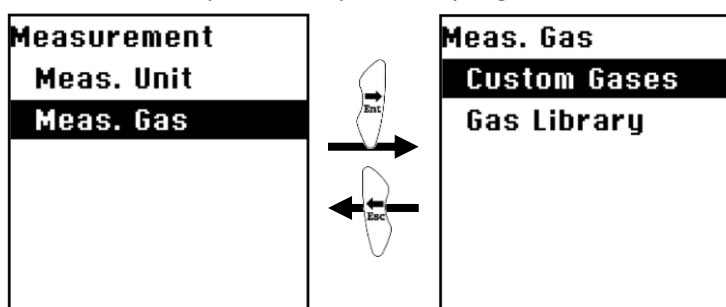 Measurement
Meas. Unit
Meas. Gas
Ent
Esc
Meas. Gas
Custom Gases
Gas Library